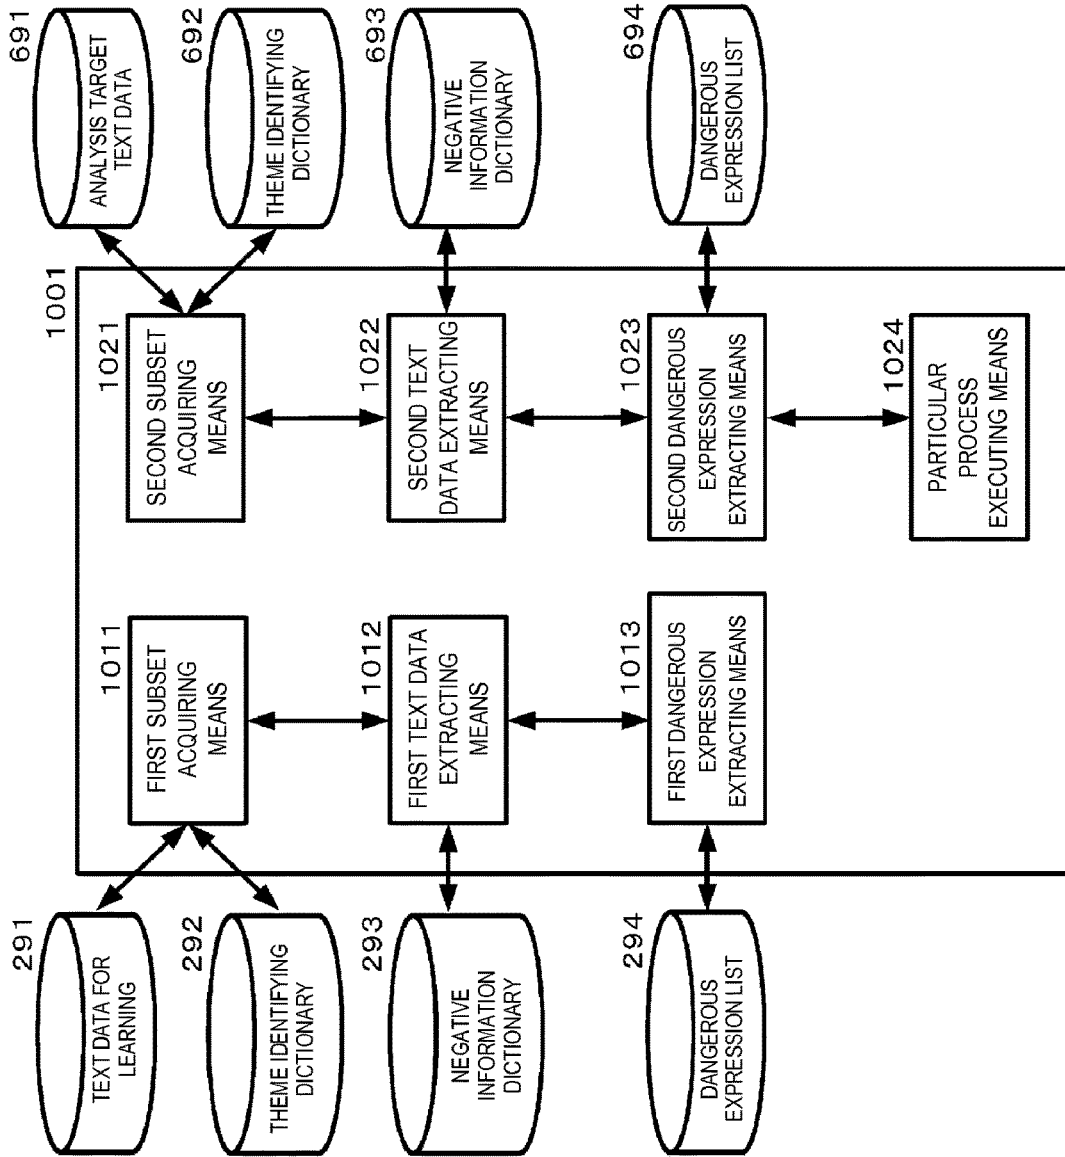 1001
291
TEXT DATA FOR
LEARNING
292
THEME IDENTIFYING
DICTIONARY
293
NEGATIVE
INFORMATION
DICTIONARY
294
DANGEROUS
EXPRESSION LIST
1011
FIRST SUBSET
ACQUIRING
MEANS
1012
FIRST TEXT DATA
EXTRACTING
MEANS
1013
FIRST DANGEROUS
EXPRESSION
EXTRACTING MEANS
1021
SECOND SUBSET
ACQUIRING
MEANS
1022
SECOND TEXT
DATA EXTRACTING
MEANS
1023
SECOND DANGEROUS
EXPRESSION
EXTRACTING MEANS
1024
PARTICULAR
PROCESS
EXECUTING MEANS
691
ANALYSIS TARGET
TEXT DATA
692
THEME IDENTIFYING
DICTIONARY
693
NEGATIVE
INFORMATION
DICTIONARY
694
DANGEROUS
EXPRESSION LIST